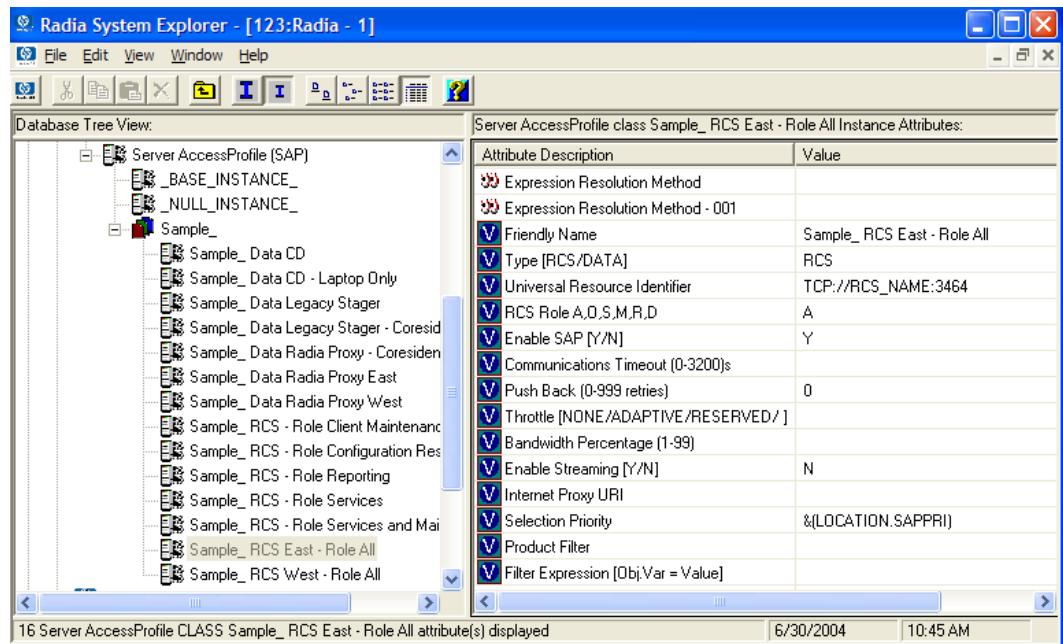 Radia System Explorer - [123:Radia - 1]
File Edit View Window Help
Database Tree View:
Server AccessProfile (SAP)
_BASE_INSTANCE_
_NULL_INSTANCE_
Sample_
Sample_ Data CD
Sample_ Data CD - Laptop Only
Sample_ Data Legacy Stager
Sample_ Data Legacy Stager - Coresid
Sample_ Data Radia Proxy - Coresiden
Sample_ Data Radia Proxy East
Sample_ Data Radia Proxy West
Sample_ RCS - Role Client Maintenanc
Sample_ RCS - Role Configuration Res
Sample_ RCS - Role Reporting
Sample_ RCS - Role Services
Sample_ RCS - Role Services and Mai
Sample_ RCS East - Role All
Sample_ RCS West - Role All
Server AccessProfile class Sample_ RCS East - Role All Instance Attributes:
Attribute Description Value
Expression Resolution Method
Expression Resolution Method - 001
Friendly Name Sample_ RCS East - Role All
Type [RCS/DATA] RCS
Universal Resource Identifier TCP://RCS_NAME:3464
RCS Role A,O,S,M,R,D A
Enable SAP [Y/N] Y
Communications Timeout (0-3200)s
Push Back (0-999 retries) 0
Throttle [NONE/ADAPTIVE/RESERVED/ ]
Bandwidth Percentage (1-99)
Enable Streaming [Y/N] N
Internet Proxy URI
Selection Priority &(LOCATION.SAPPRI)
Product Filter
Filter Expression [Obj.Var = Value]
16 Server AccessProfile CLASS Sample_ RCS East - Role All attribute(s) displayed 6/30/2004 10:45 AM